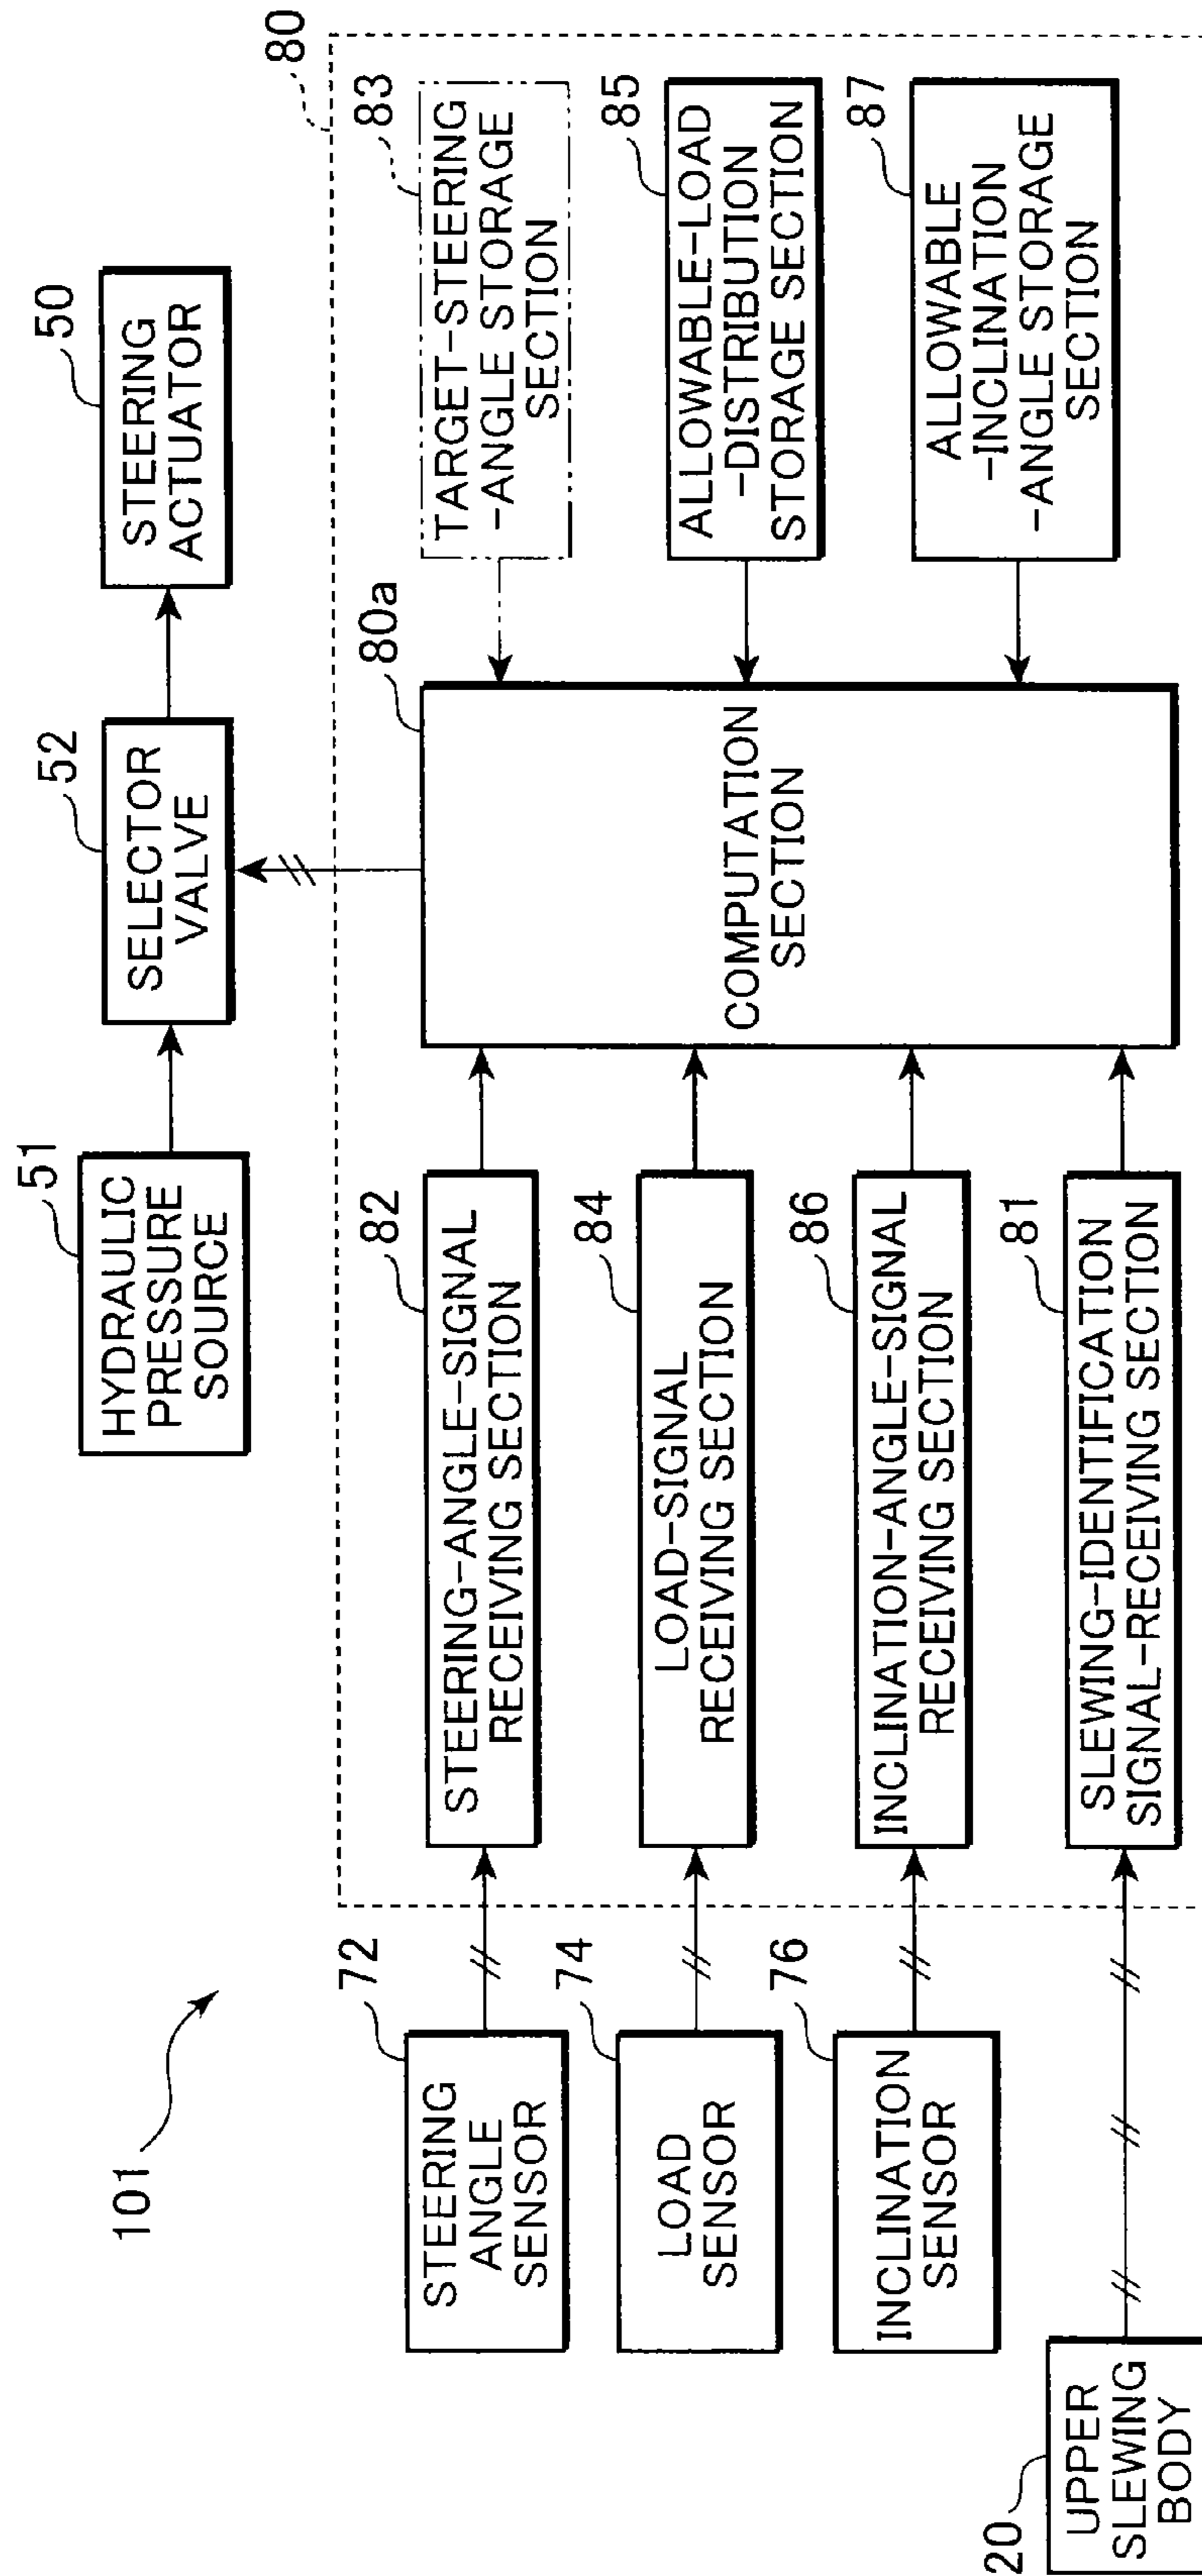 101
51
HYDRAULIC
PRESSURE
SOURCE
52
SELECTOR
VALVE
50
STEERING
ACTUATOR
80
72
STEERING
ANGLE
SENSOR
82
STEERING-ANGLE-SIGNAL
RECEIVING SECTION
74
LOAD
SENSOR
84
LOAD-SIGNAL
RECEIVING SECTION
76
INCLINATION
SENSOR
86
INCLINATION-ANGLE-SIGNAL
RECEIVING SECTION
20
UPPER
SLEWING
BODY
81
SLEWING-IDENTIFICATION
SIGNAL-RECEIVING SECTION
80a
COMPUTATION
SECTION
83
TARGET-STEERING
-ANGLE STORAGE
SECTION
85
ALLOWABLE-LOAD
-DISTRIBUTION
STORAGE SECTION
87
ALLOWABLE
-INCLINATION
-ANGLE STORAGE
SECTION